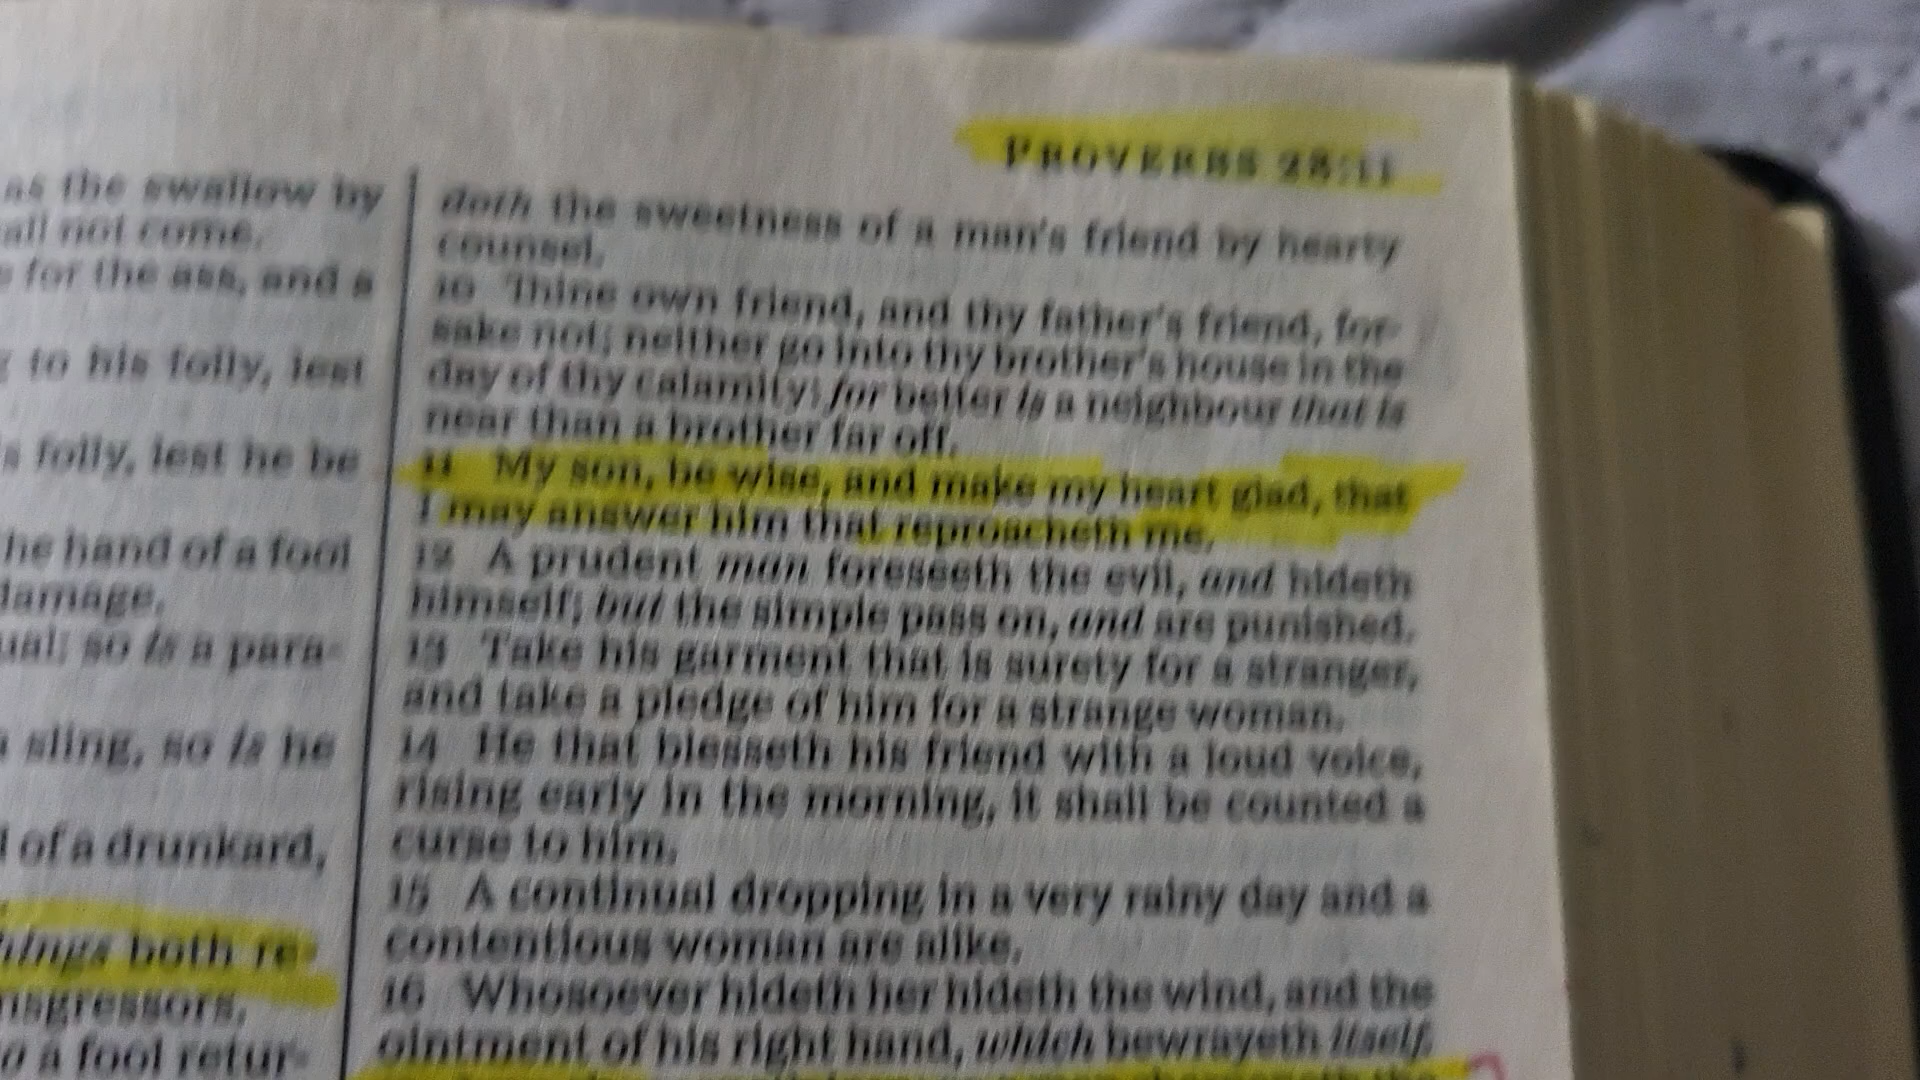 PROVERBS 28:11
as the swallow by
all not come.
for the ass, and a
to his folly, lest
s folly, lest he be
he hand of a fool
damage.
ual; so is a para-
sling, so is he
of a drunkard,
hings both re-
nsgressors.
o a fool retur-
doth the sweetness of a man's friend by hearty
counsel.
10 Thine own friend, and thy father's friend, for-
sake not; neither go into thy brother's house in the
day of thy calamity; for better is a neighbour that is
near than a brother far off.
11 My son, be wise, and make my heart glad, that
I may answer him that reproacheth me.
12 A prudent man foreseeth the evil, and hideth
himself; but the simple pass on, and are punished.
13 Take his garment that is surety for a stranger,
and take a pledge of him for a strange woman.
14 He that blesseth his friend with a loud voice,
rising early in the morning, it shall be counted a
curse to him.
15 A continual dropping in a very rainy day and a
contentious woman are alike.
16 Whosoever hideth her hideth the wind, and the
ointment of his right hand, which bewrayeth itself.